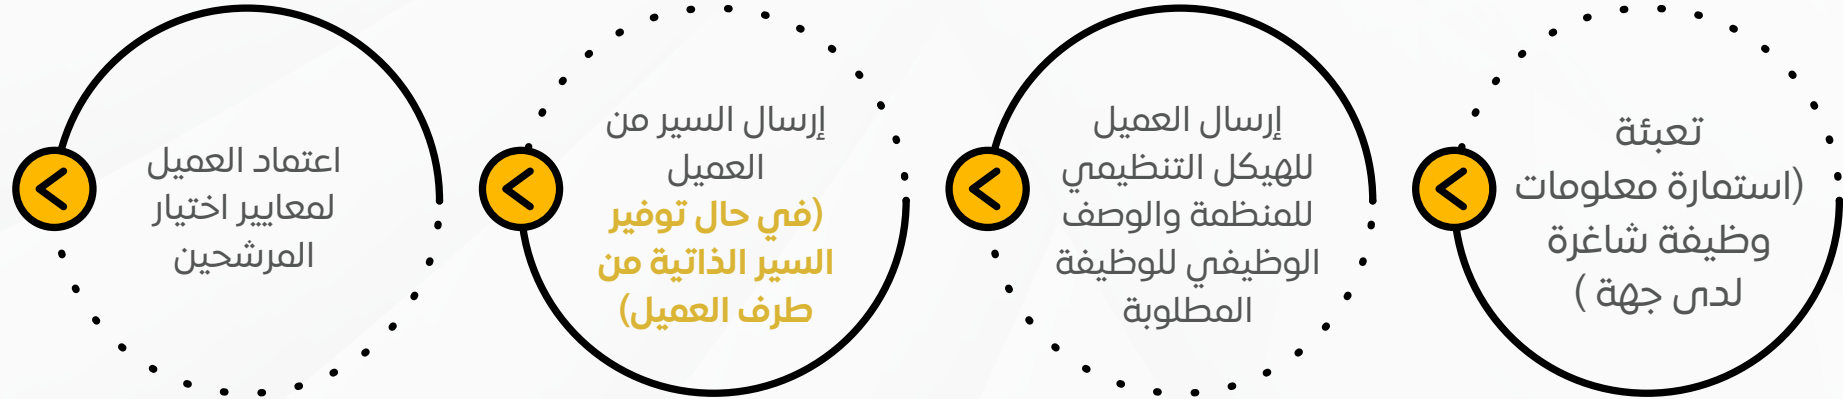 تعبئة
(استمارة معلومات
وظيفة شاغرة
لدى جهة )
إرسال العميل
للهيكل التنظيمي
للمنظمة والوصف
الوظيفي للوظيفة
المطلوبة
إرسال السير من
العميل
(في حال توفير
السير الذاتية من
طرف العميل)
اعتماد العميل
لمعايير اختيار
المرشحين